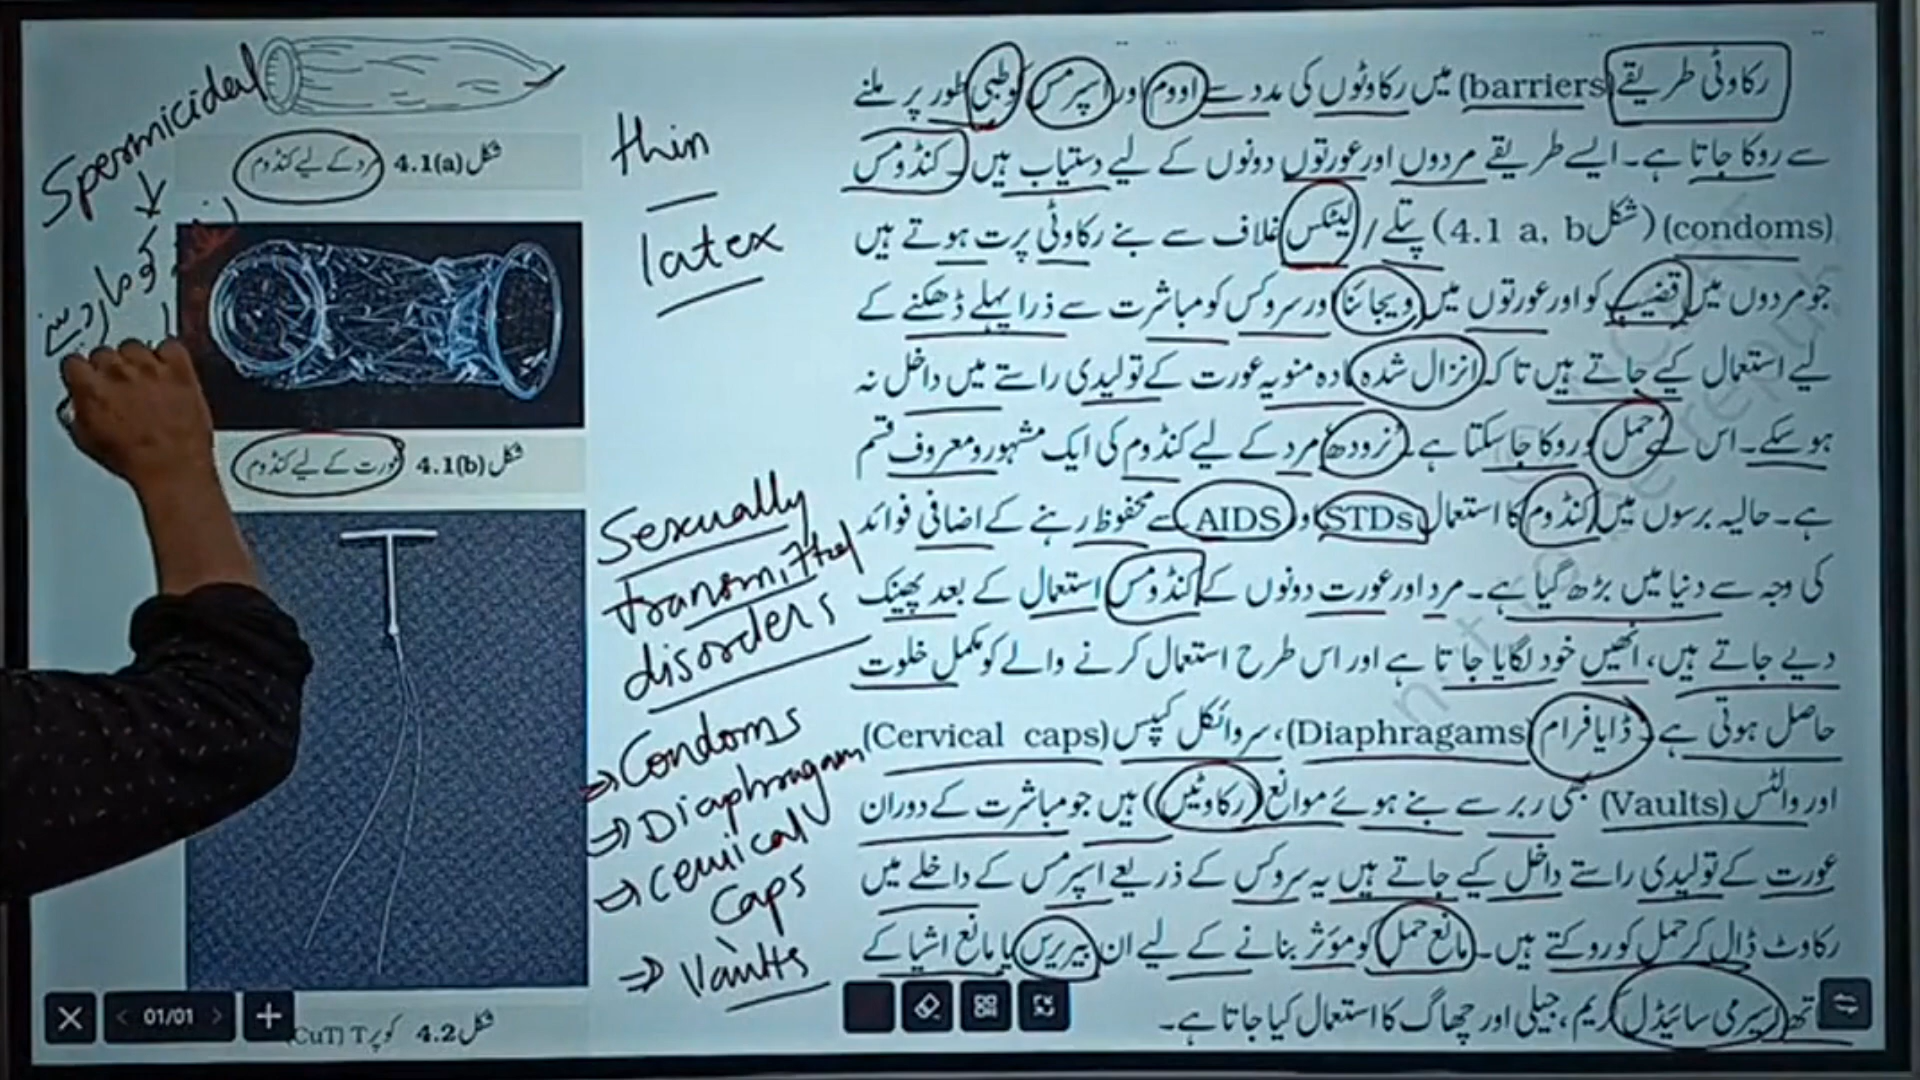 رکاوٹی طریقے (barriers) میں رکاوٹوں کی مدد سے اووم اور اسپرمس کو طبی طور پر ملنے
سے روکا جاتا ہے۔ ایسے طریقے مردوں اور عورتوں دونوں کے لیے دستیاب ہیں۔ کنڈومس
(condoms) (شکل 4.1 a, b) پتلے / لیٹکس غلاف سے بنے رکاوٹی پرت ہوتے ہیں
جو مردوں میں قضیب کو اور عورتوں میں ویجائنا اور سروکس کو مباشرت سے ذرا پہلے ڈھکنے کے
لیے استعمال کیے جاتے ہیں تاکہ انزال شدہ مادہ منویہ عورت کے تولیدی راستے میں داخل نہ
ہو سکے۔ اس سے حمل روکا جا سکتا ہے۔ نرودھ مرد کے لیے کنڈوم کی ایک مشہور و معروف قسم
ہے۔ حالیہ برسوں میں کنڈوم کا استعمال STDs اور AIDS سے محفوظ رہنے کے اضافی فوائد
کی وجہ سے دنیا میں بڑھ گیا ہے۔ مرد اور عورت دونوں کے کنڈومس استعمال کے بعد پھینک
دیے جاتے ہیں، انھیں خود لگایا جاتا ہے اور اس طرح استعمال کرنے والے کو مکمل خلوت
حاصل ہوتی ہے۔ ڈایافرام (Diaphragams)، سروائکل کیپس (Cervical caps)
اور والٹس (Vaults) بھی ربر سے بنے ہوئے موانع (رکاوٹیں) ہیں جو مباشرت کے دوران
عورت کے تولیدی راستے داخل کیے جاتے ہیں یہ سروکس کے ذریعے اسپرمس کے داخلے میں
رکاوٹ ڈال کر حمل کو روکتے ہیں۔ مانع حمل کو مؤثر بنانے کے لیے ان بیریرس یا مانع اشیا کے
اسپرمی سائیڈل کریم، جیلی اور چھاگ کا استعمال کیا جاتا ہے۔
Spermicidal
شکل 4.1(a) مرد کے لیے کنڈوم
شکل 4.1(b) عورت کے لیے کنڈوم
شکل 4.2 کوپر T (CuT)
thin
latex
Sexually
transmitted
disorders
→ Condoms
→ Diaphragam
→ Cervical
Caps
→ Vaults
01/01